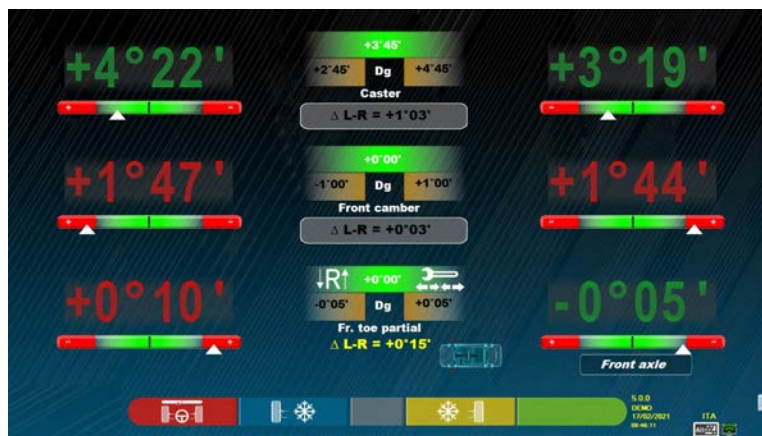 +4°22'
+3°45'
+2°45' Dg +4°45'
Caster
Δ L-R = +1°03'
+3°19'
+ -
+ -
+1°47'
+0°00'
-1°00' Dg +1°00'
Front camber
Δ L-R = +0°03'
+1°44'
+ -
- +
+0°10'
↓R↑ +0°00'
-0°05' Dg +0°05'
Fr. toe partial
Δ L-R = +0°15'
-0°05'
- +
- +
Front axle
5.0.0
DEMO
17/02/2021
ITA